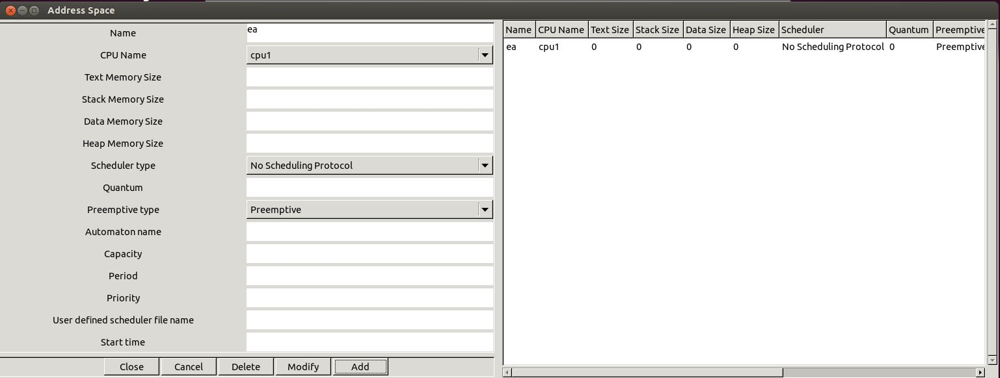 Address Space
Name ea
CPU Name cpu1
Text Memory Size
Stack Memory Size
Data Memory Size
Heap Memory Size
Scheduler type No Scheduling Protocol
Quantum
Preemptive type Preemptive
Automaton name
Capacity
Period
Priority
User defined scheduler file name
Start time
Close Cancel Delete Modify Add
Name CPU Name Text Size Stack Size Data Size Heap Size Scheduler Quantum Preemptive
ea cpu1 0 0 0 0 No Scheduling Protocol 0 Preemptive